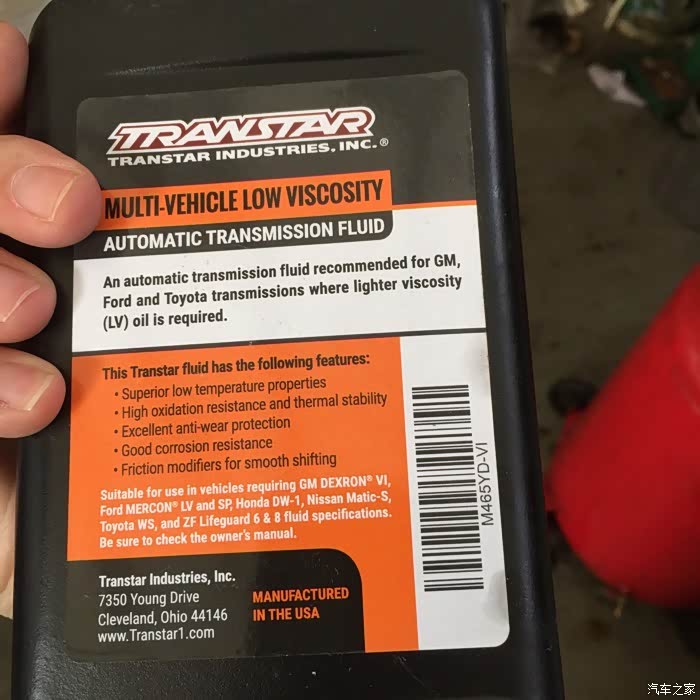 TRANSTAR
TRANSTAR INDUSTRIES, INC.®
MULTI-VEHICLE LOW VISCOSITY
AUTOMATIC TRANSMISSION FLUID
An automatic transmission fluid recommended for GM,
Ford and Toyota transmissions where lighter viscosity
(LV) oil is required.
This Transtar fluid has the following features:
• Superior low temperature properties
• High oxidation resistance and thermal stability
• Excellent anti-wear protection
• Good corrosion resistance
• Friction modifiers for smooth shifting
Suitable for use in vehicles requiring GM DEXRON® VI,
Ford MERCON® LV and SP, Honda DW-1, Nissan Matic-S,
Toyota WS, and ZF Lifeguard 6 & 8 fluid specifications.
Be sure to check the owner's manual.
Transtar Industries, Inc.
7350 Young Drive
Cleveland, Ohio 44146
www.Transtar1.com
MANUFACTURED
IN THE USA
M465YD-VI
汽车之家